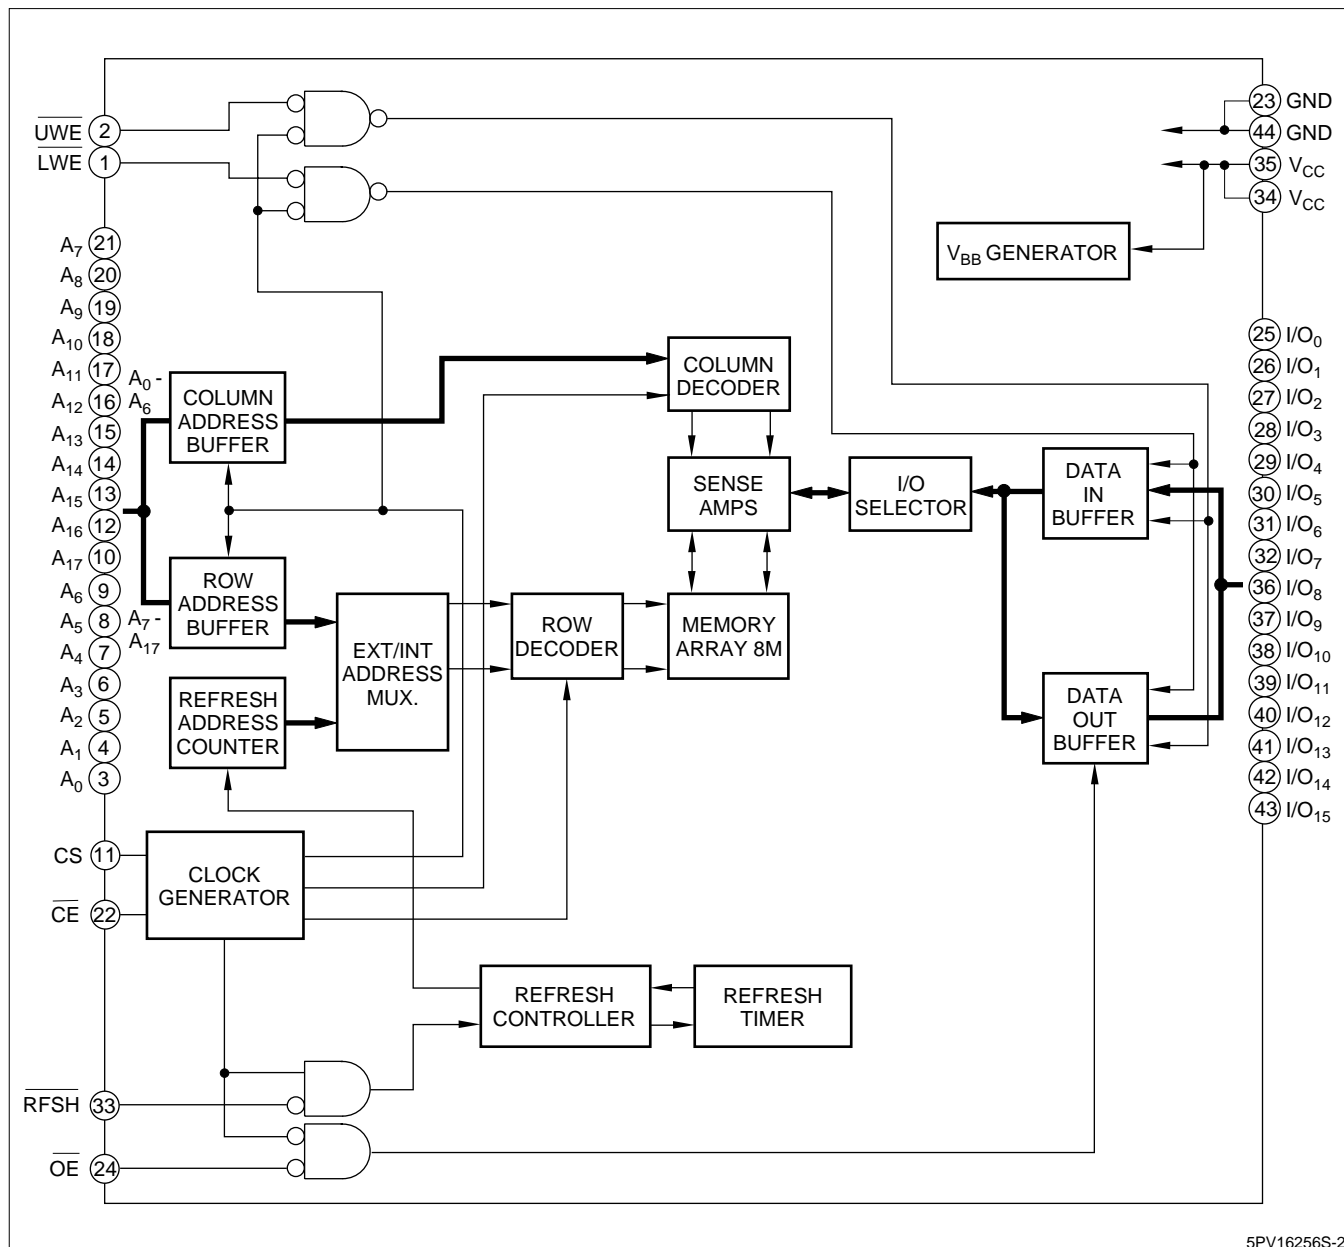 UWE 2
LWE 1
A7 21
A8 20
A9 19
A10 18
A11 17
A12 16
A13 15
A14 14
A15 13
A16 12
A17 10
A6 9
A5 8
A4 7
A3 6
A2 5
A1 4
A0 3
CS 11
CE 22
RFSH 33
OE 24
A0 -
A6
A7 -
A17
COLUMN
ADDRESS
BUFFER
ROW
ADDRESS
BUFFER
REFRESH
ADDRESS
COUNTER
EXT/INT
ADDRESS
MUX.
CLOCK
GENERATOR
ROW
DECODER
COLUMN
DECODER
SENSE
AMPS
MEMORY
ARRAY 8M
I/O
SELECTOR
REFRESH
CONTROLLER
REFRESH
TIMER
VBB GENERATOR
DATA
IN
BUFFER
DATA
OUT
BUFFER
23 GND
44 GND
35 VCC
34 VCC
25 I/O0
26 I/O1
27 I/O2
28 I/O3
29 I/O4
30 I/O5
31 I/O6
32 I/O7
36 I/O8
37 I/O9
38 I/O10
39 I/O11
40 I/O12
41 I/O13
42 I/O14
43 I/O15
5PV16256S-2